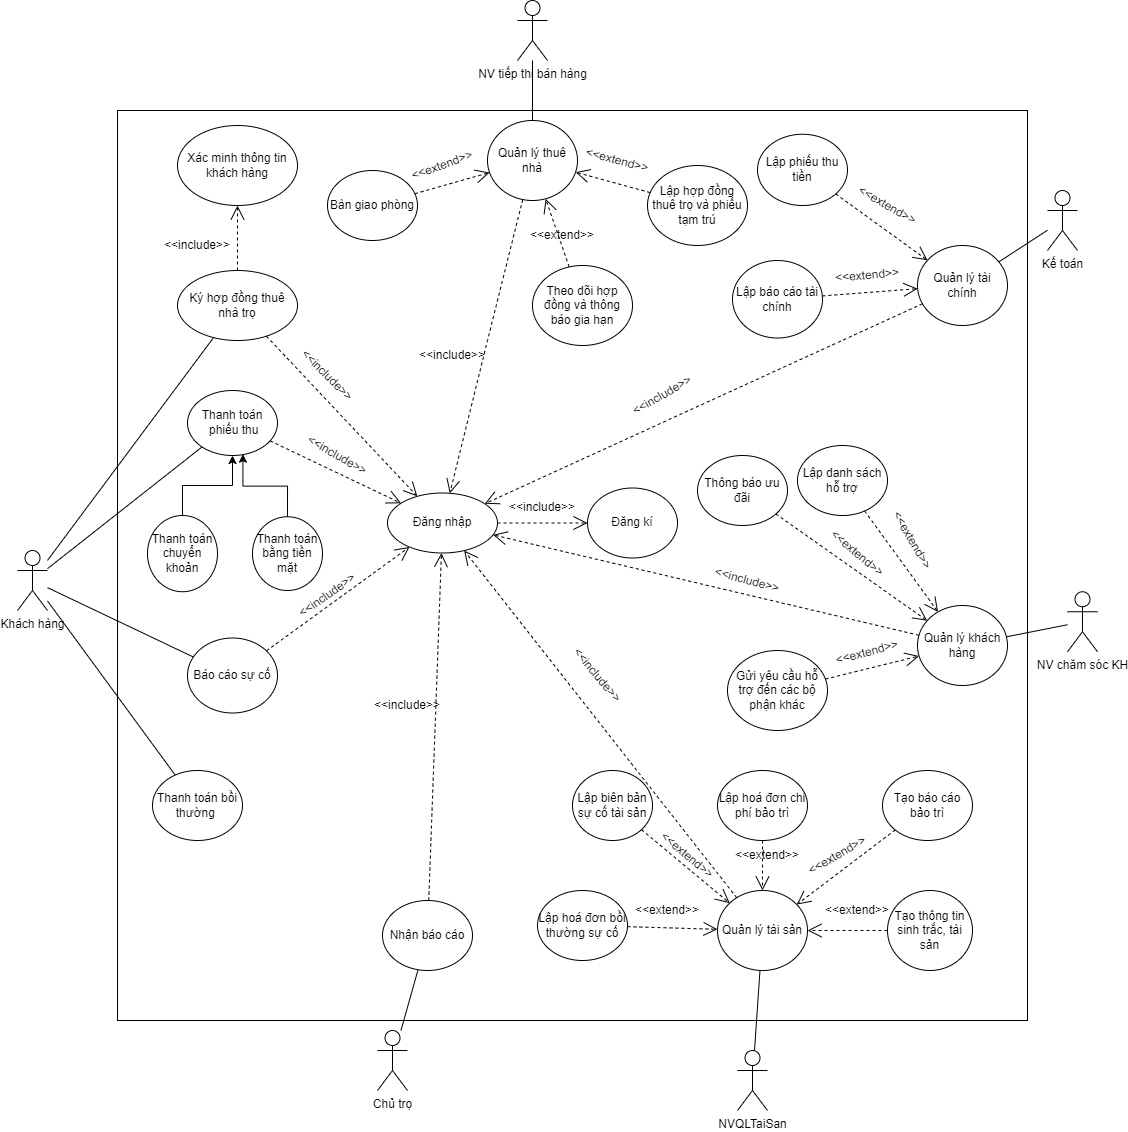 NV tiếp thị bán hàng
Xác minh thông tin
khách hàng
<<include>>
Ký hợp đồng thuê
nhà trọ
Quản lý thuê
nhà
<<extend>>
<<extend>>
Bàn giao phòng
Lập hợp đồng
thuê trọ và phiếu
tạm trú
<<extend>>
Theo dõi hợp
đồng và thông
báo gia hạn
Lập phiếu thu
tiền
<<extend>>
Kế toán
Lập báo cáo tài
chính
<<extend>>
Quản lý tài
chính
<<include>>
<<include>>
<<include>>
Thanh toán
phiếu thu
<<include>>
Thanh toán
chuyển
khoản
Thanh toán
bằng tiền
mặt
Đăng nhập
<<include>>
Đăng kí
Thông báo ưu
đãi
Lập danh sách
hỗ trợ
<<extend>>
<<extend>>
<<include>>
Khách hàng
<<include>>
Báo cáo sự cố
Quản lý khách
hàng
NV chăm sóc KH
<<extend>>
Gửi yêu cầu hỗ
trợ đến các bộ
phận khác
<<include>>
<<include>>
Thanh toán bồi
thường
Lập biên bản
sự cố tài sản
Lập hoá đơn chi
phí bảo trì
Tạo báo cáo
bảo trì
<<extend>>
<<extend>>
<<extend>>
Lập hoá đơn bồi
thường sự cố
<<extend>>
Quản lý tài sản
<<extend>>
Tạo thông tin
sinh trắc, tài
sản
Nhận báo cáo
Chủ trọ
NVQLTaiSan